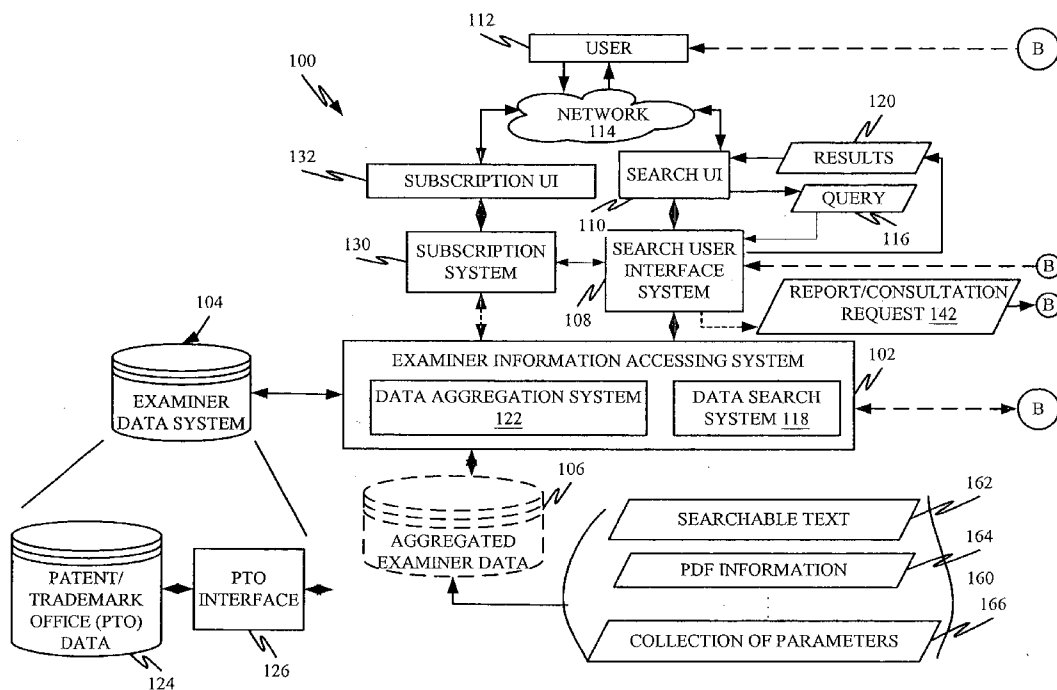 112
USER
B
100
NETWORK
114
120
RESULTS
132
SUBSCRIPTION UI
SEARCH UI
QUERY
110
116
130
SUBSCRIPTION
SYSTEM
SEARCH USER
INTERFACE
SYSTEM
B
108
REPORT/CONSULTATION
REQUEST 142
B
104
EXAMINER INFORMATION ACCESSING SYSTEM
102
EXAMINER
DATA SYSTEM
DATA AGGREGATION SYSTEM
122
DATA SEARCH
SYSTEM 118
B
106
AGGREGATED
EXAMINER DATA
162
SEARCHABLE TEXT
164
PDF INFORMATION
160
166
COLLECTION OF PARAMETERS
PATENT/
TRADEMARK
OFFICE (PTO)
DATA
PTO
INTERFACE
124
126